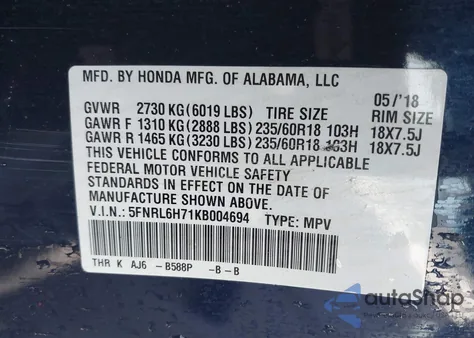 MFD. BY HONDA MFG. OF ALABAMA, LLC
GVWR 2730 KG(6019 LBS) TIRE SIZE 05/'18 RIM SIZE
GAWR F 1310 KG(2888 LBS) 235/60R18 103H 18X7.5J
GAWR R 1465 KG(3230 LBS) 235/60R18 103H 18X7.5J
THIS VEHICLE CONFORMS TO ALL APPLICABLE
FEDERAL MOTOR VEHICLE SAFETY
STANDARDS IN EFFECT ON THE DATE OF
MANUFACTURE SHOWN ABOVE.
V.I.N.: 5FNRL6H71KB004694 TYPE: MPV
THR K AJ6 - B588P -B-B
autoShop